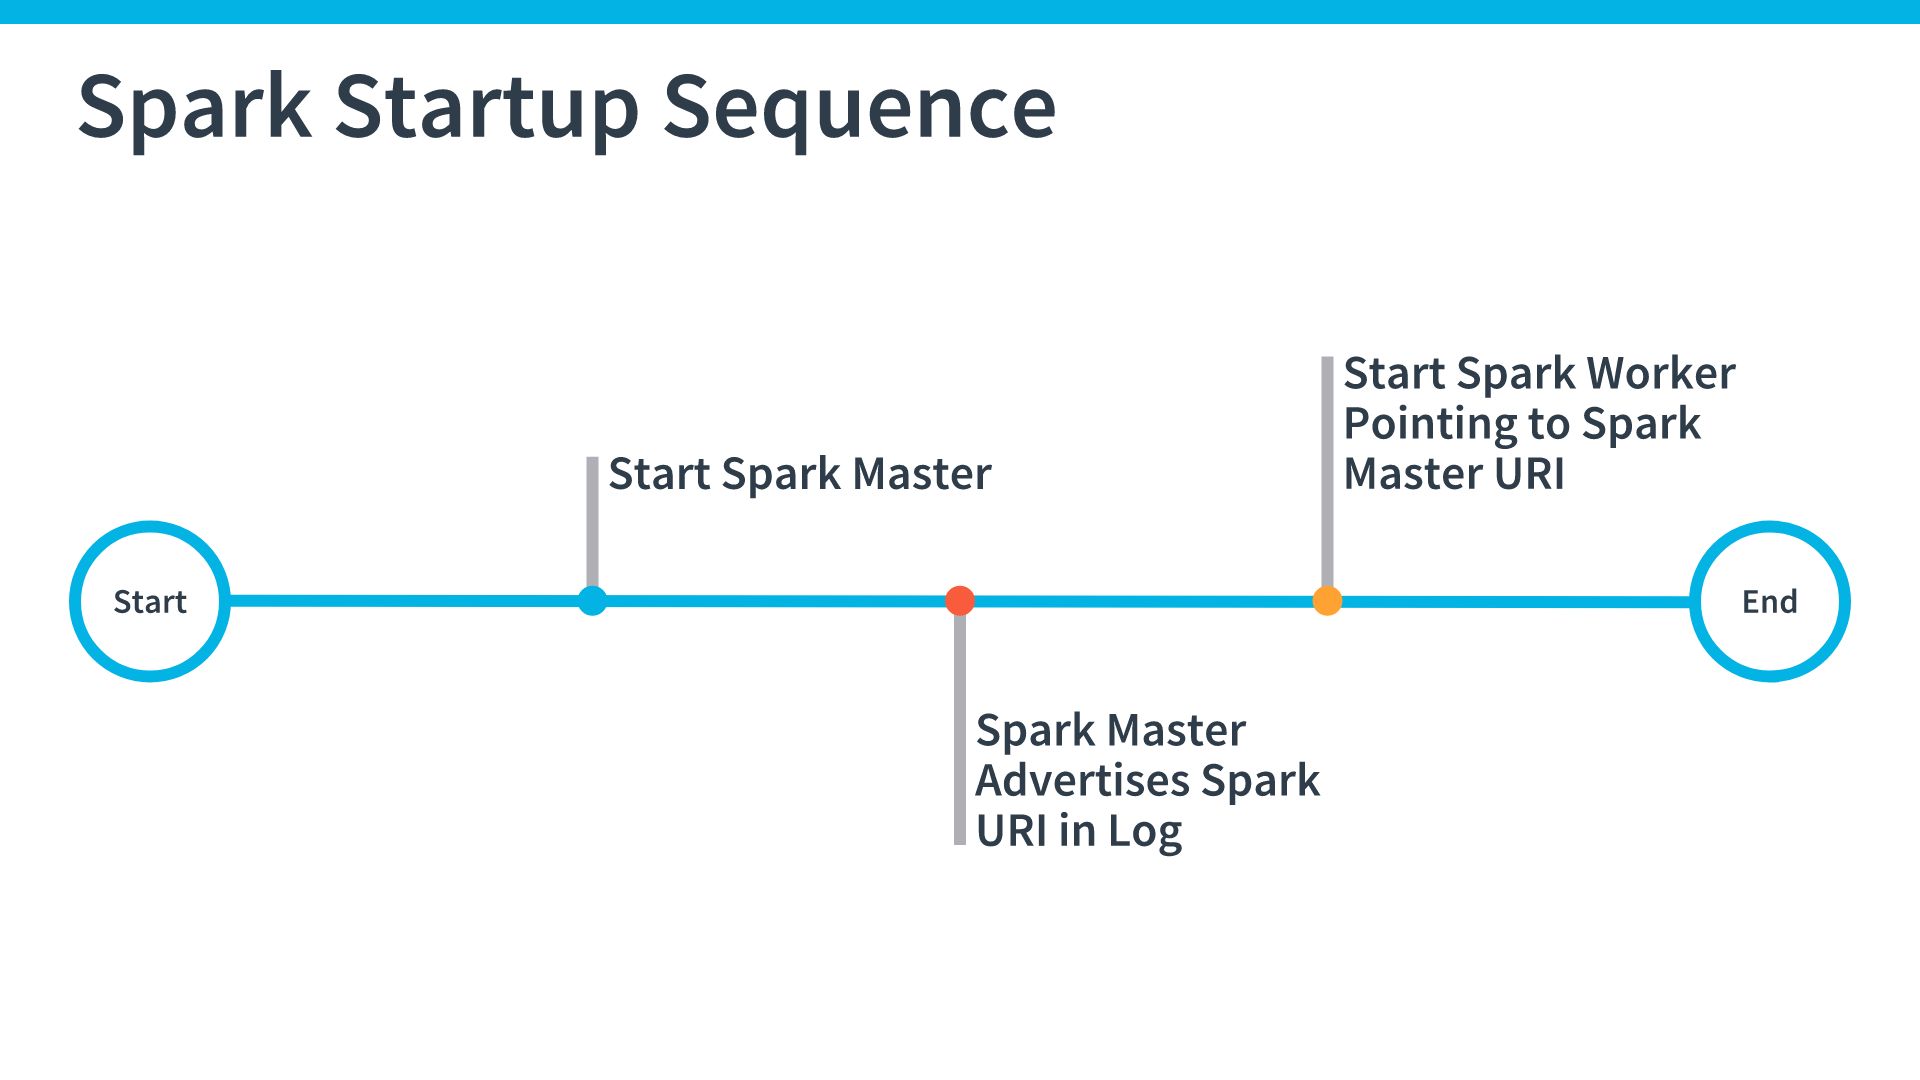 Spark Startup Sequence
Start
Start Spark Master
Spark Master
Advertises Spark
URI in Log
Start Spark Worker
Pointing to Spark
Master URI
End